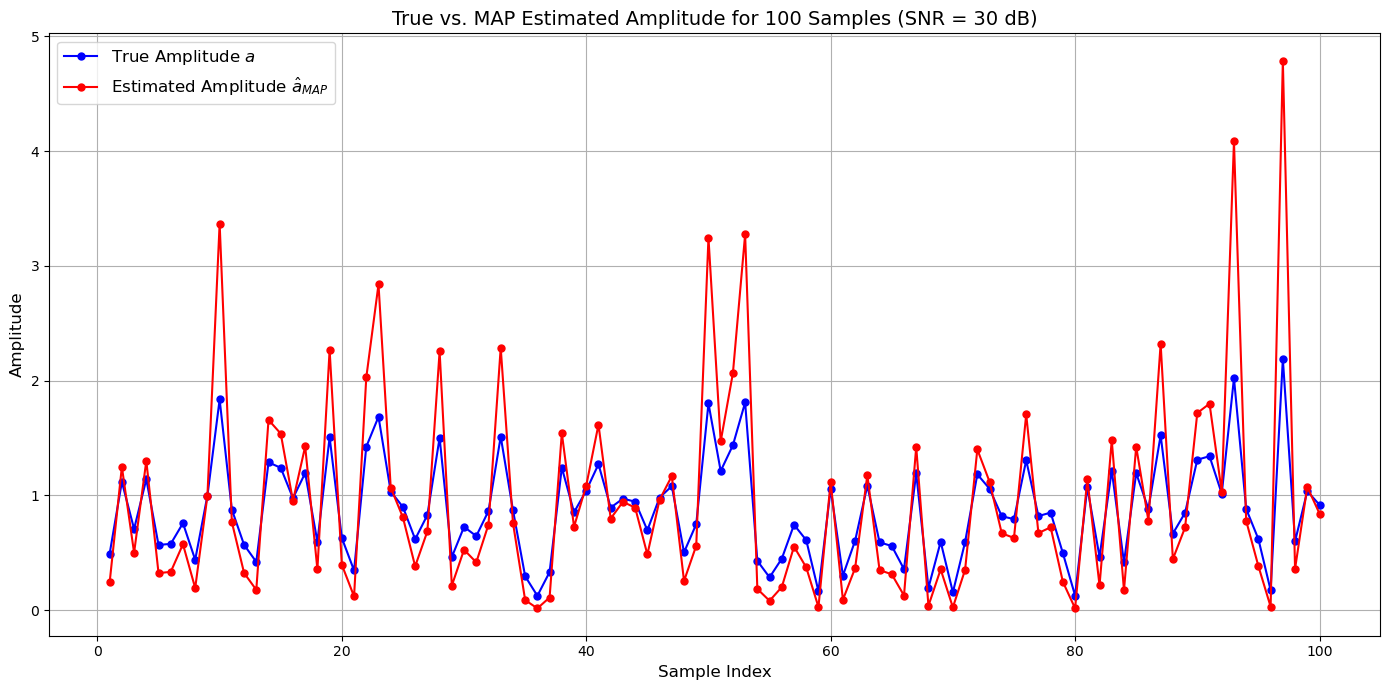 True vs. MAP Estimated Amplitude for 100 Samples (SNR = 30 dB)
True Amplitude a
Estimated Amplitude â_MAP
Amplitude
5
4
3
2
1
0
0 20 40 60 80 100
Sample Index